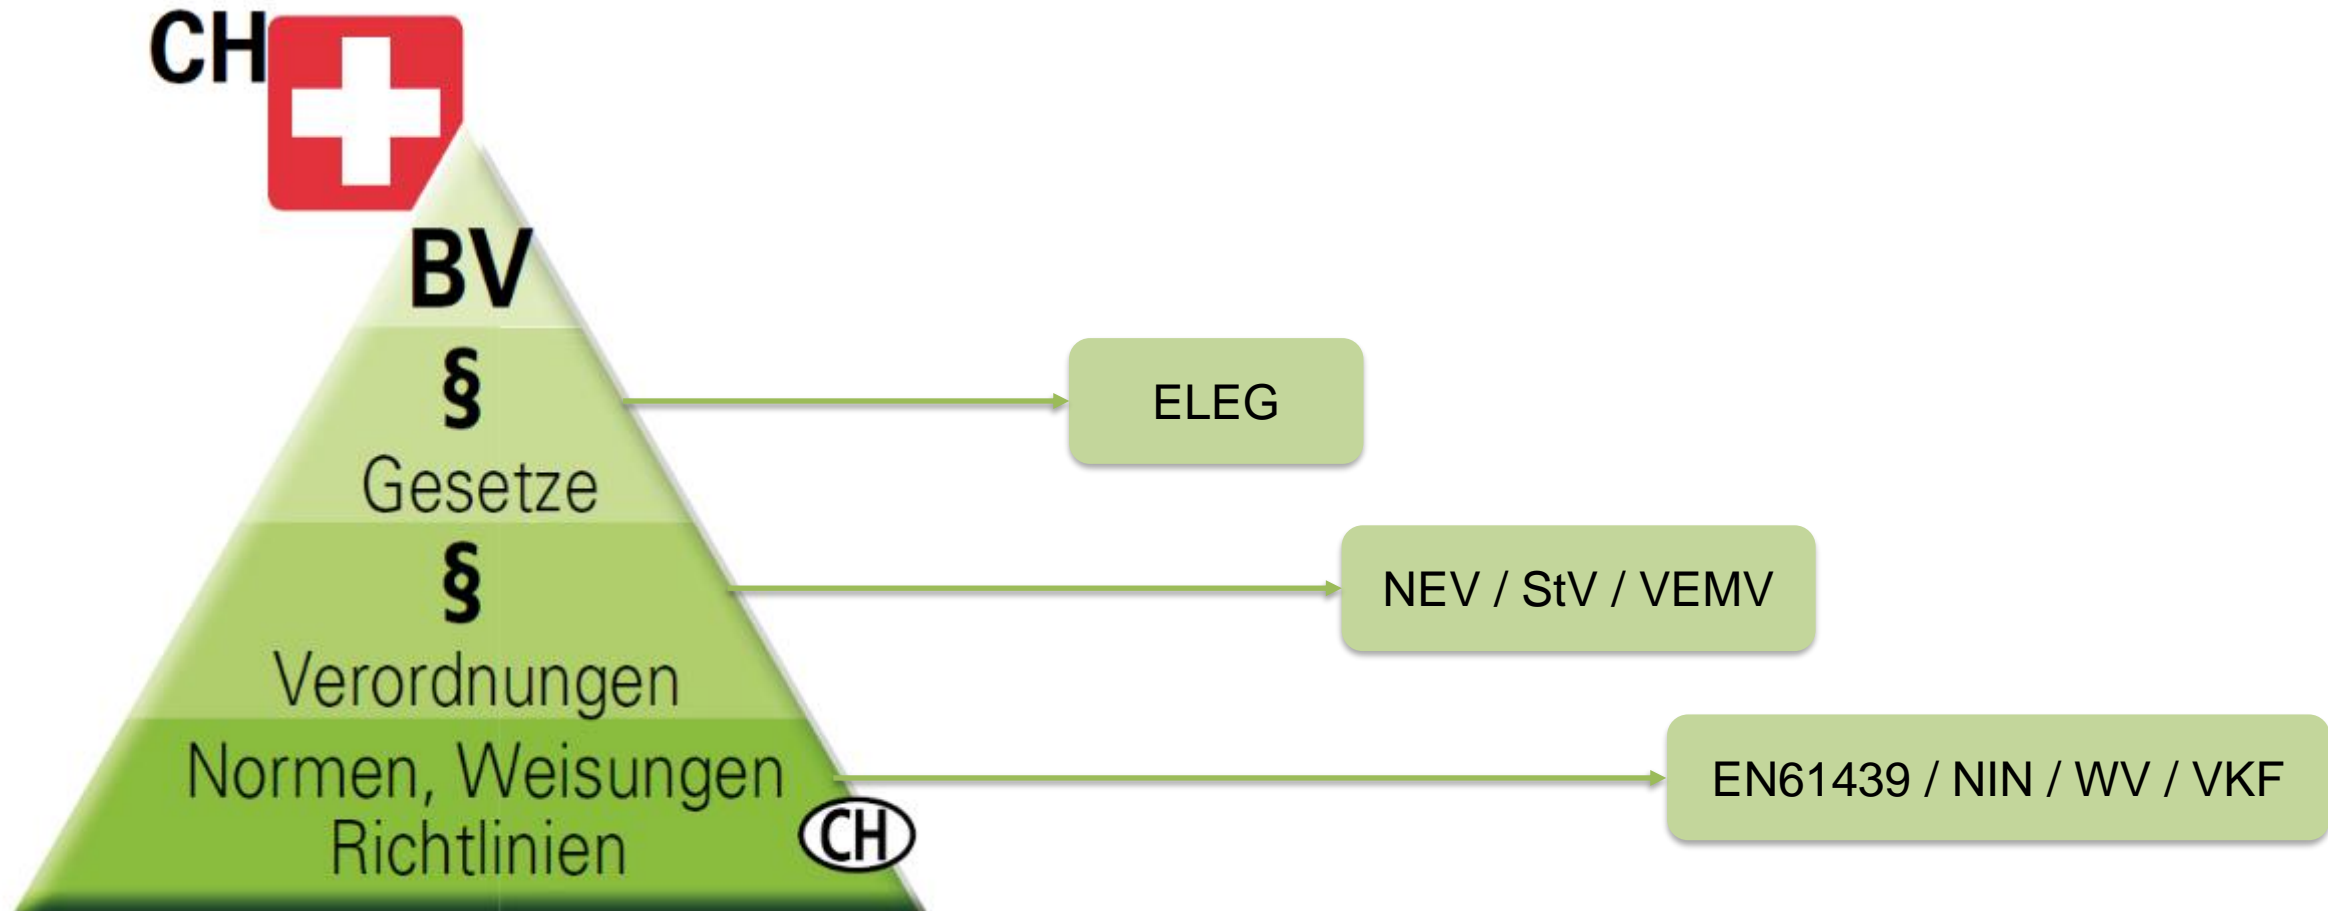 CH
BV
§
Gesetze
ELEG
§
Verordnungen
NEV / StV / VEMV
Normen, Weisungen
Richtlinien
CH
EN61439 / NIN / WV / VKF